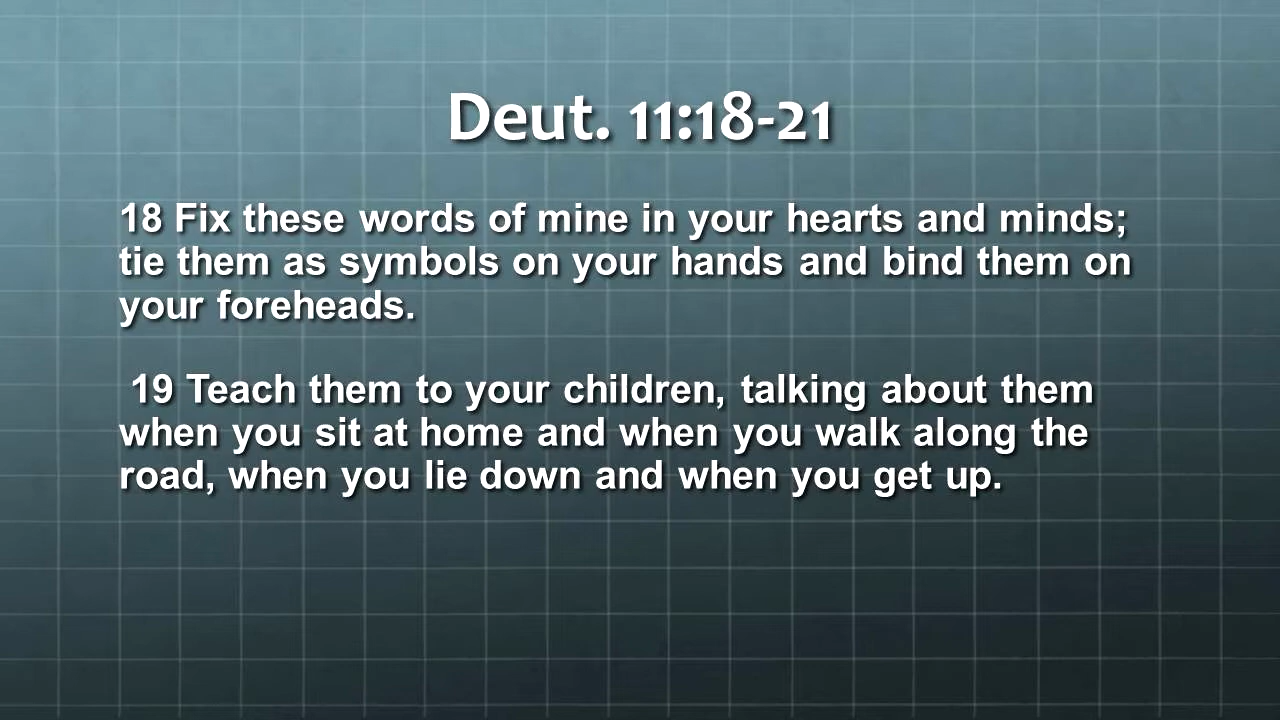 Deut. 11:18-21
18 Fix these words of mine in your hearts and minds;
tie them as symbols on your hands and bind them on
your foreheads.
19 Teach them to your children, talking about them
when you sit at home and when you walk along the
road, when you lie down and when you get up.